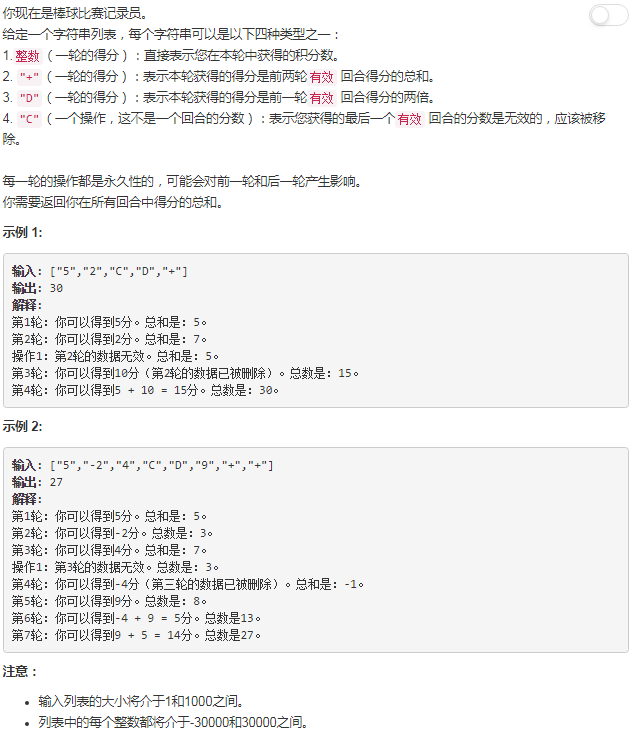 你现在是棒球比赛记录员。
给定一个字符串列表，每个字符串可以是以下四种类型之一：
1. 整数（一轮的得分）：直接表示您在本轮中获得的积分数。
2. "+"（一轮的得分）：表示本轮获得的得分是前两轮 有效 回合得分的总和。
3. "D"（一轮的得分）：表示本轮获得的得分是前一轮 有效 回合得分的两倍。
4. "C"（一个操作，这不是一个回合的分数）：表示您获得的最后一个 有效 回合的分数是无效的，应该被移
除。
每一轮的操作都是永久性的，可能会对前一轮和后一轮产生影响。
你需要返回你在所有回合中得分的总和。
示例 1:
输入: ["5","2","C","D","+"]
输出: 30
解释:
第1轮：你可以得到5分。总和是：5。
第2轮：你可以得到2分。总和是：7。
操作1：第2轮的数据无效。总和是：5。
第3轮：你可以得到10分（第2轮的数据已被删除）。总数是：15。
第4轮：你可以得到5 + 10 = 15分。总数是：30。
示例 2:
输入: ["5","-2","4","C","D","9","+","+"]
输出: 27
解释:
第1轮：你可以得到5分。总和是：5。
第2轮：你可以得到-2分。总数是：3。
第3轮：你可以得到4分。总和是：7。
操作1：第3轮的数据无效。总数是：3。
第4轮：你可以得到-4分（第三轮的数据已被删除）。总和是：-1。
第5轮：你可以得到9分。总数是：8。
第6轮：你可以得到-4 + 9 = 5分。总数是13。
第7轮：你可以得到9 + 5 = 14分。总数是27。
注意：
• 输入列表的大小将介于1和1000之间。
• 列表中的每个整数都将介于-30000和30000之间。